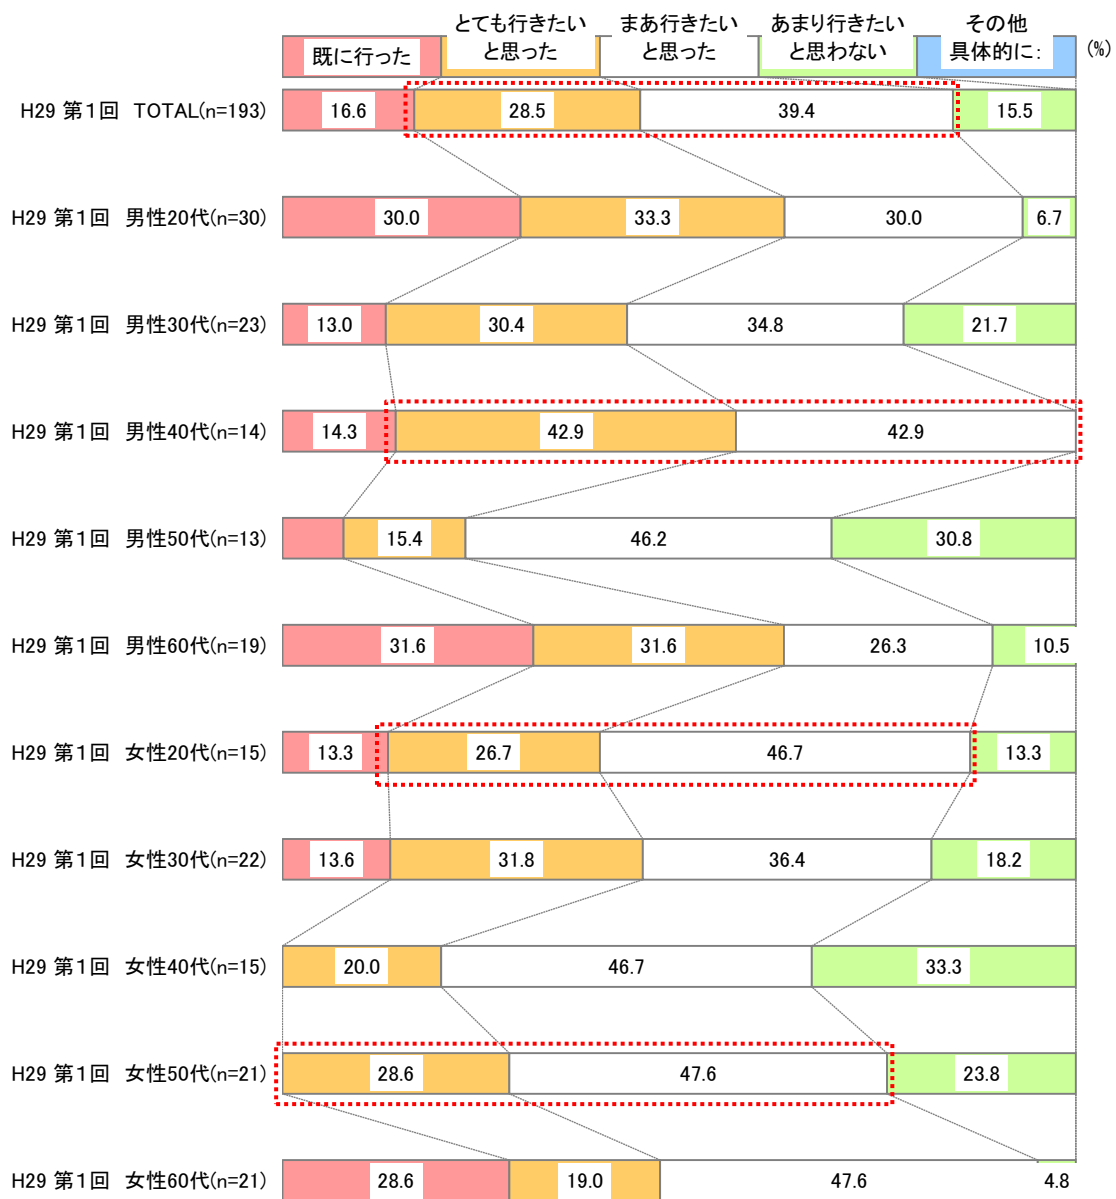 既に行った
とても行きたい
と思った
まあ行きたい
と思った
あまり行きたい
と思わない
その他
具体的に:
(%)
H29 第1回 TOTAL(n=193) 16.6 28.5 39.4 15.5
H29 第1回 男性20代(n=30) 30.0 33.3 30.0 6.7
H29 第1回 男性30代(n=23) 13.0 30.4 34.8 21.7
H29 第1回 男性40代(n=14) 14.3 42.9 42.9
H29 第1回 男性50代(n=13) 15.4 46.2 30.8
H29 第1回 男性60代(n=19) 31.6 31.6 26.3 10.5
H29 第1回 女性20代(n=15) 13.3 26.7 46.7 13.3
H29 第1回 女性30代(n=22) 13.6 31.8 36.4 18.2
H29 第1回 女性40代(n=15) 20.0 46.7 33.3
H29 第1回 女性50代(n=21) 28.6 47.6 23.8
H29 第1回 女性60代(n=21) 28.6 19.0 47.6 4.8